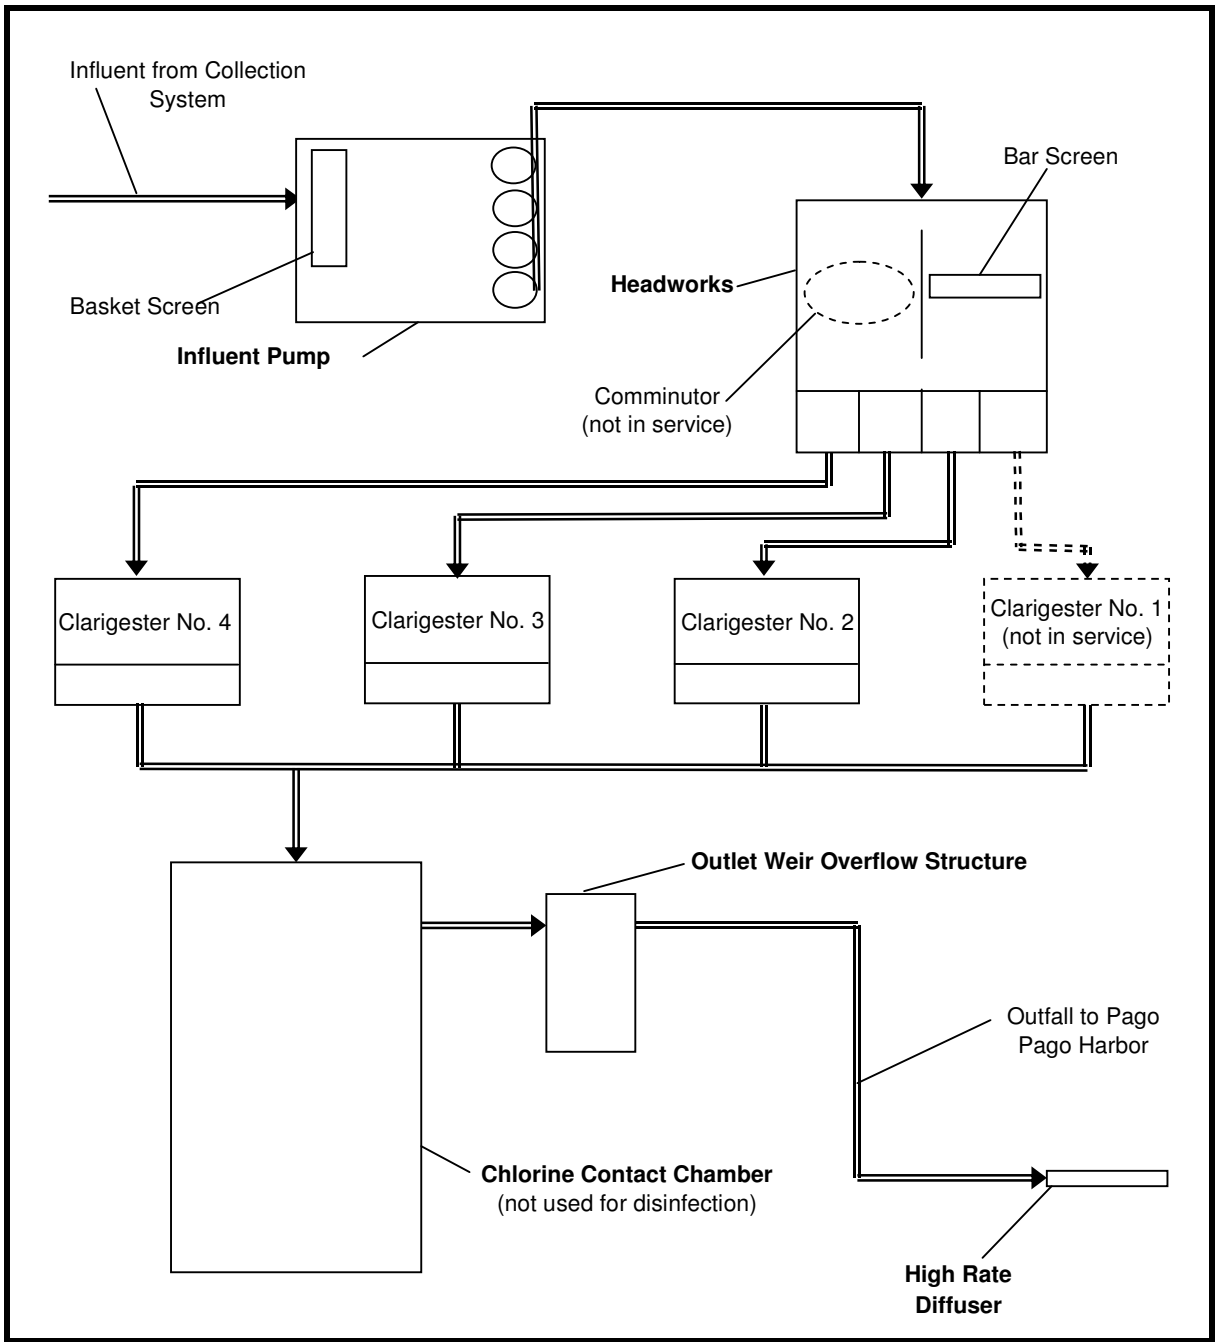 Influent from Collection
System
Bar Screen
Headworks
Basket Screen
Influent Pump
Comminutor
(not in service)
Clarigester No. 4
Clarigester No. 3
Clarigester No. 2
Clarigester No. 1
(not in service)
Outlet Weir Overflow Structure
Outfall to Pago
Pago Harbor
Chlorine Contact Chamber
(not used for disinfection)
High Rate
Diffuser